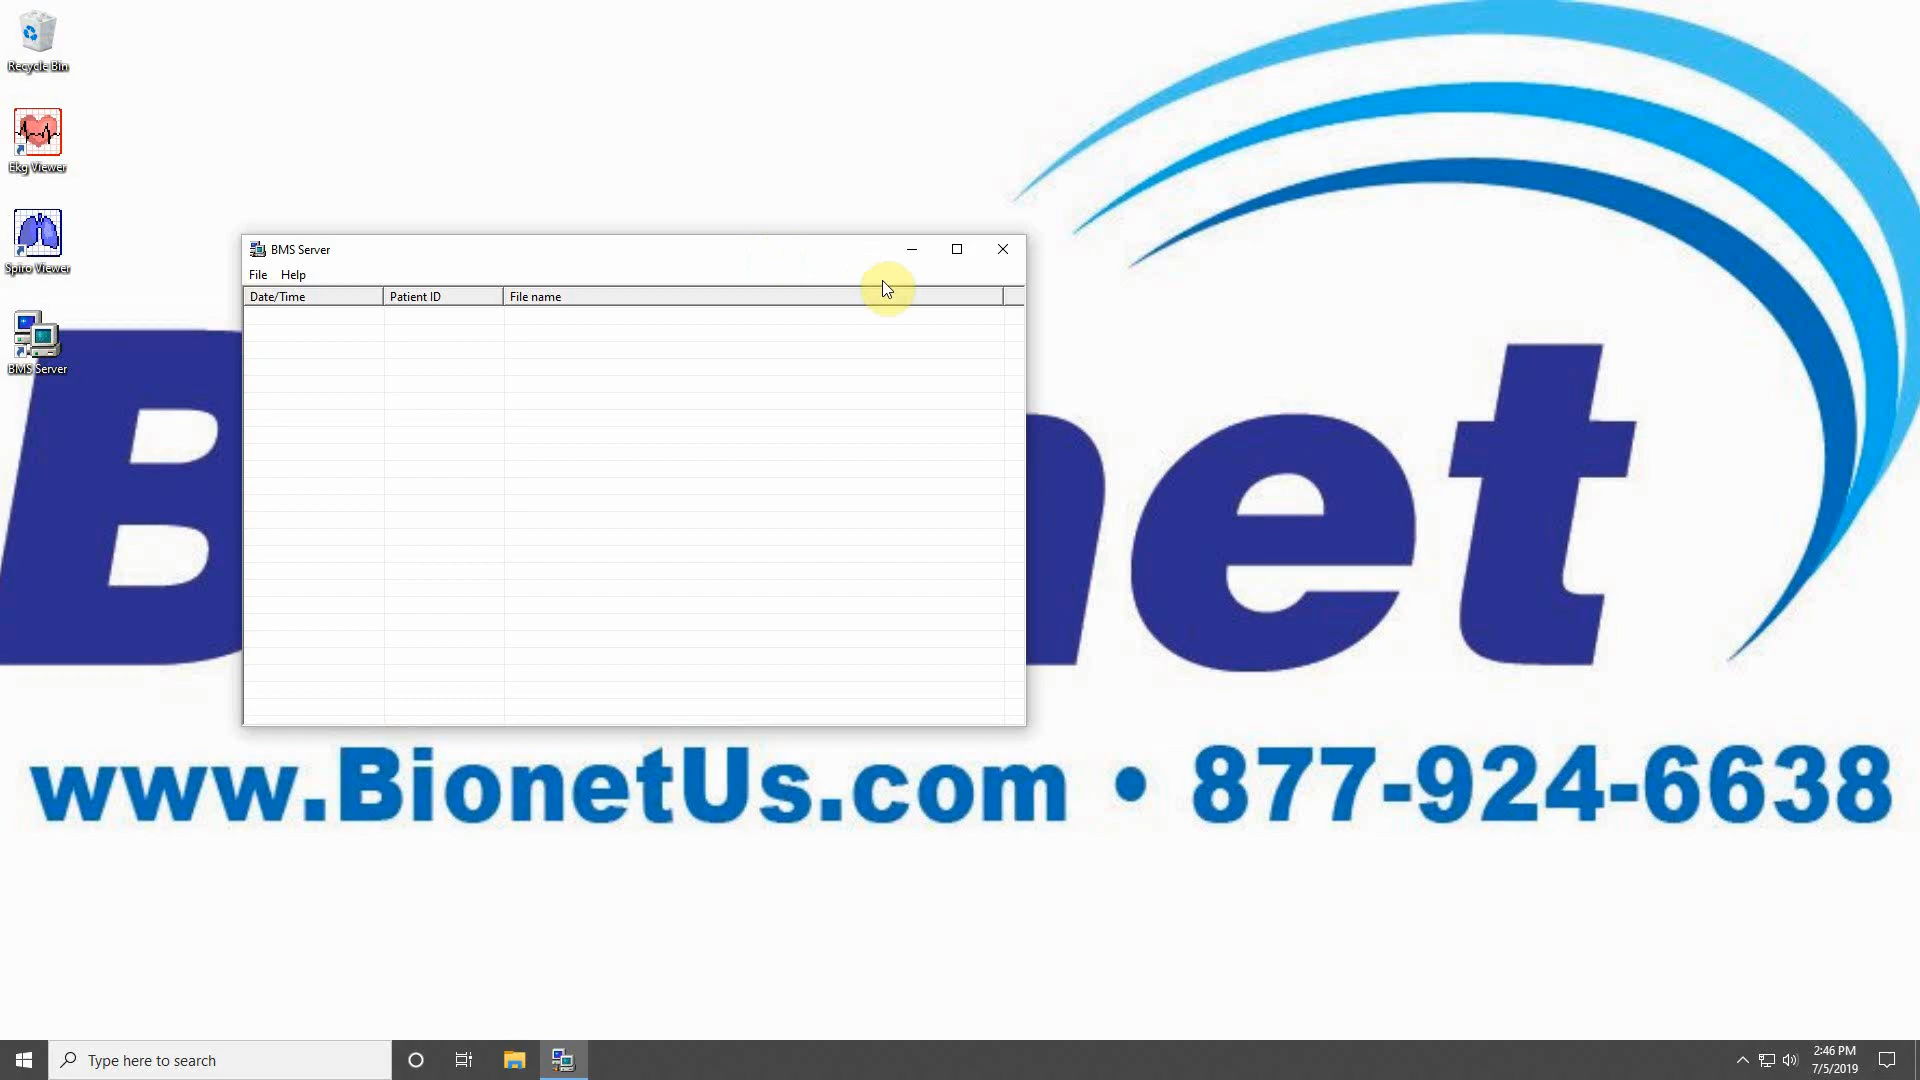 Recycle Bin
Ekg Viewer
Spiro Viewer
BMS Server
BMS Server
File Help
Date/Time Patient ID File name
B net
www.BionetUs.com • 877-924-6638
Type here to search
2:46 PM
7/5/2019